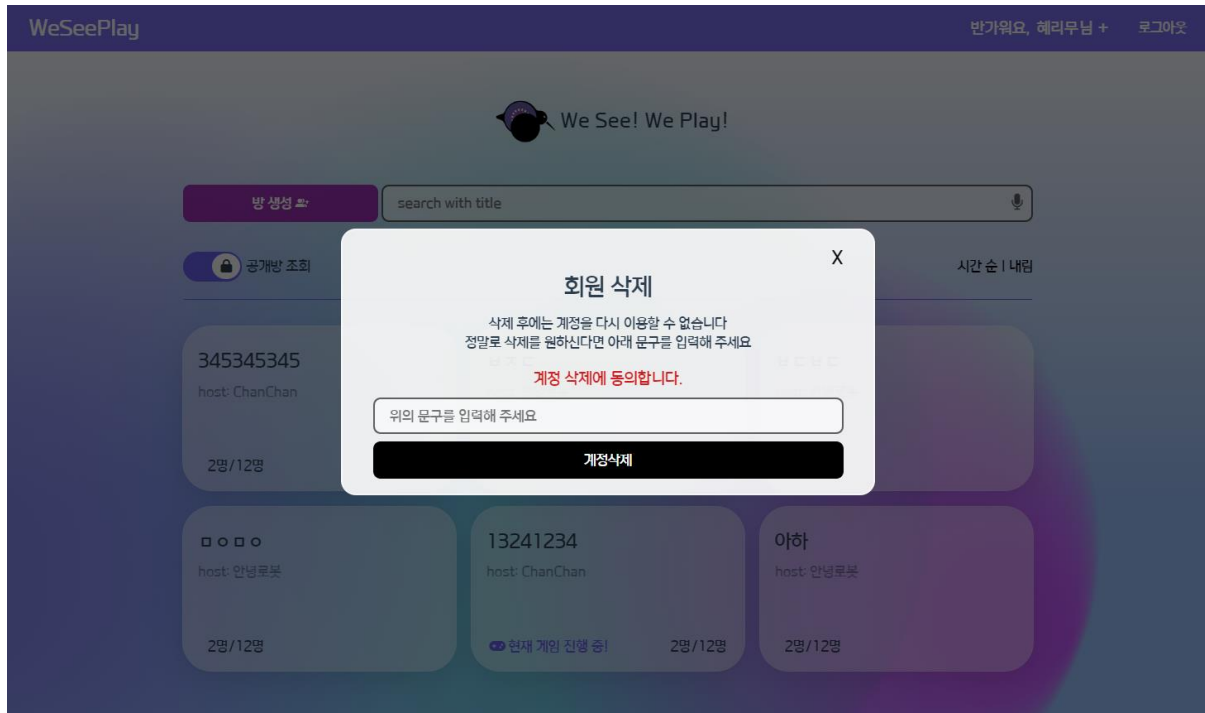 WeSeePlay
반가워요, 혜리무님 +
로그아웃
We See! We Play!
방 생성
search with title
공개방 조회
시간 순 | 내림
X
회원 삭제
삭제 후에는 계정을 다시 이용할 수 없습니다
정말로 삭제를 원하신다면 아래 문구를 입력해 주세요
계정 삭제에 동의합니다.
위의 문구를 입력해 주세요
계정삭제
345345345
host: ChanChan
2명/12명
ㅁㅇㅁㅇ
host: 안녕로봇
2명/12명
13241234
host: ChanChan
현재 게임 진행 중!
2명/12명
아하
host: 안녕로봇
2명/12명